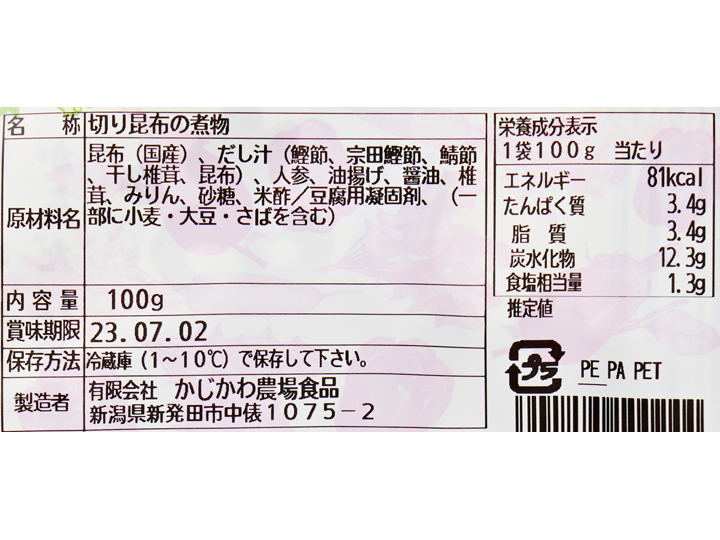 名　称 切り昆布の煮物
原材料名 昆布（国産）、だし汁（鰹節、宗田鰹節、鯖節
、干し椎茸、昆布）、人参、油揚げ、醤油、椎
茸、みりん、砂糖、米酢／豆腐用凝固剤、（一
部に小麦・大豆・さばを含む）
内容量 100g
賞味期限 23.07.02
保存方法 冷蔵庫（1～10℃）で保存して下さい。
製造者 有限会社　かじかわ農場食品
新潟県新発田市中俵１０７５－２
栄養成分表示
１袋１００ｇ　当たり
エネルギー 81kcal
たんぱく質 3.4g
脂　質 3.4g
炭水化物 12.3g
食塩相当量 1.3g
推定値
プラ PE PA PET